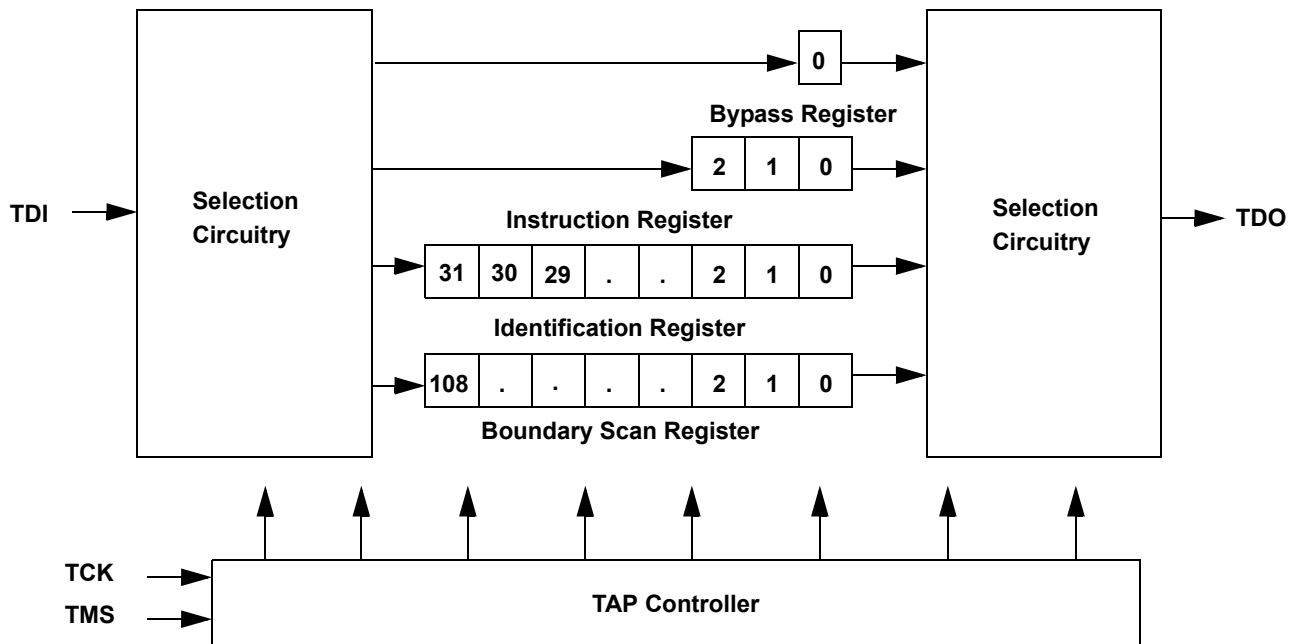 0
Bypass Register
2 1 0
Selection
Circuitry
Selection
Circuitry
TDI
TDO
Instruction Register
31 30 29 . . 2 1 0
Identification Register
108 . . . . 2 1 0
Boundary Scan Register
TCK
TMS
TAP Controller